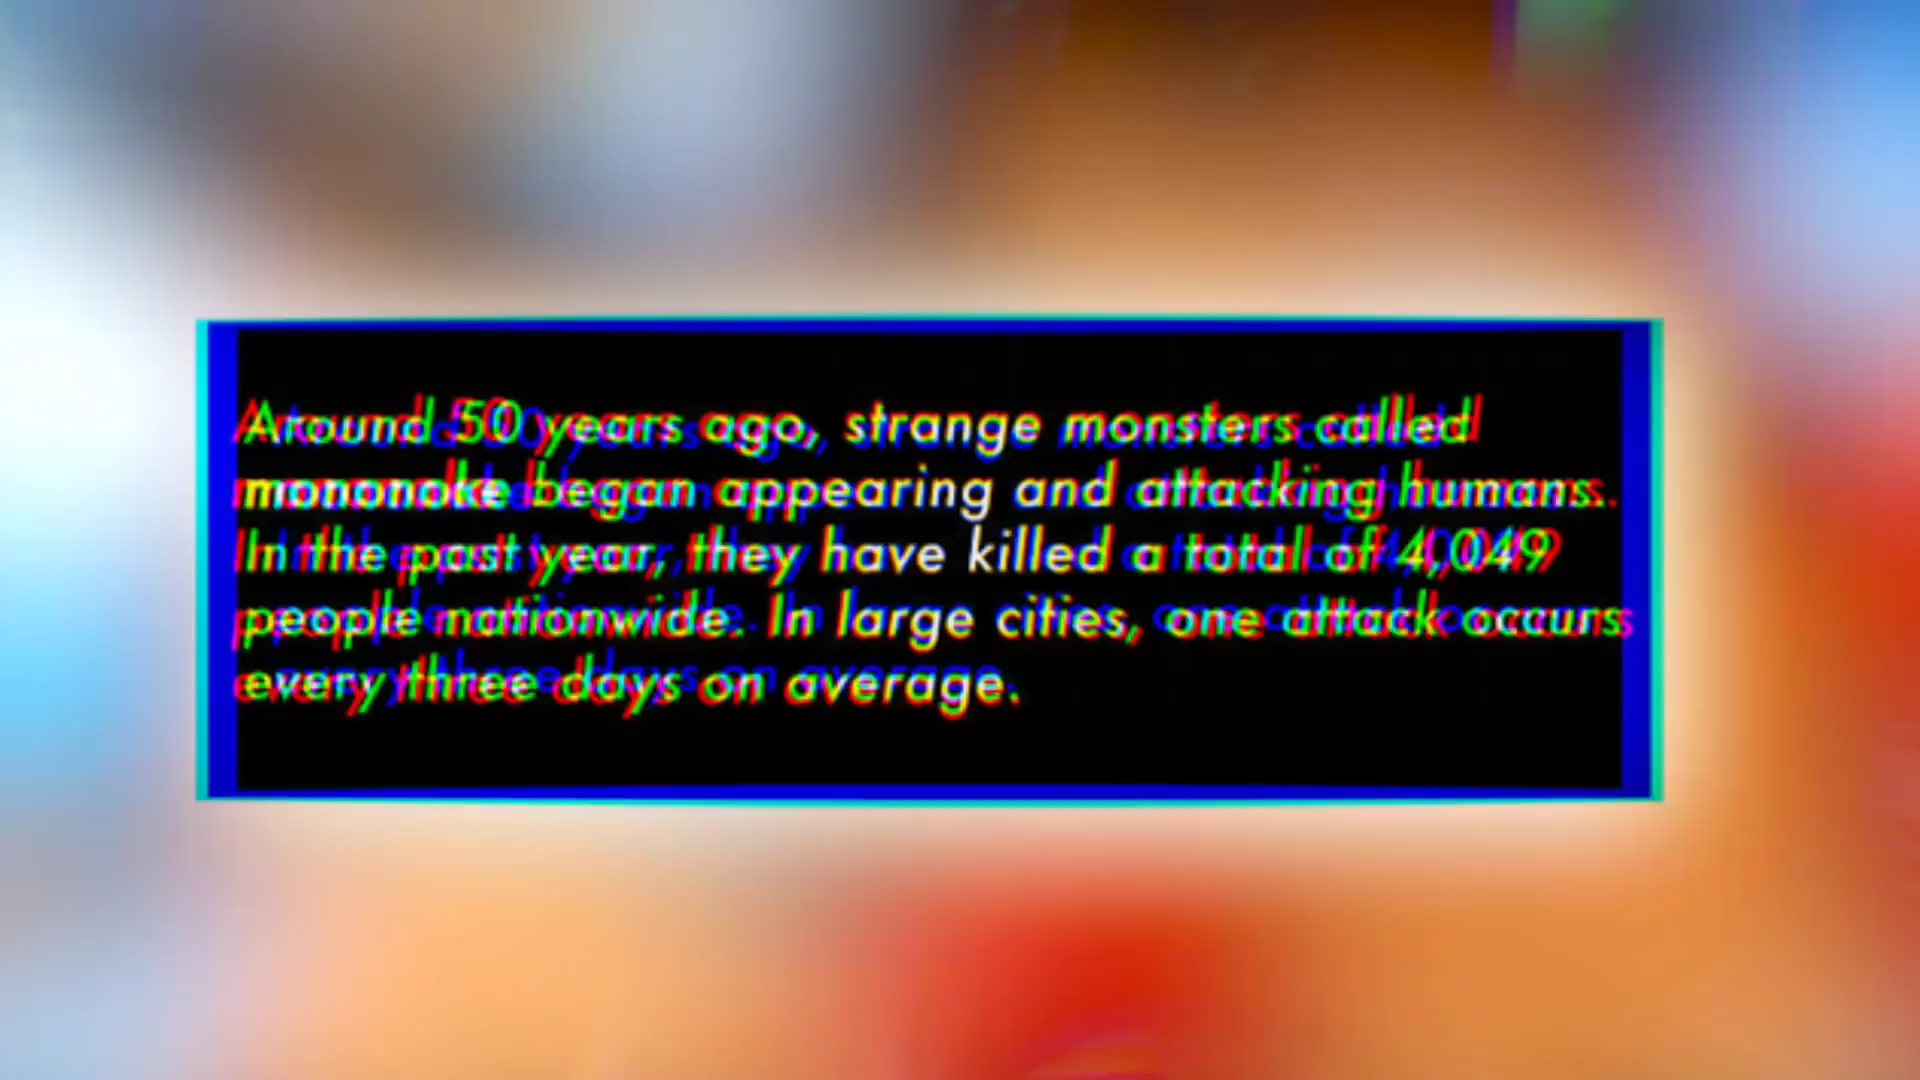 Around 50 years ago, strange monsters called
mononoke began appearing and attacking humans.
In the past year, they have killed a total of 4,049
people nationwide. In large cities, one attack occurs
every three days on average.